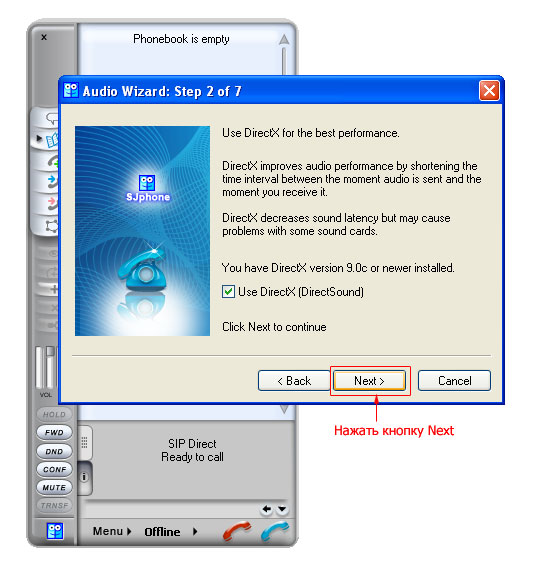 x
Phonebook is empty
Audio Wizard: Step 2 of 7
Use DirectX for the best performance.
DirectX improves audio performance by shortening the
time interval between the moment audio is sent and the
moment you receive it.
DirectX decreases sound latency but may cause
problems with some sound cards.
You have DirectX version 9.0c or newer installed.
Use DirectX (DirectSound)
Click Next to continue
SJphone
< Back
Next >
Cancel
Нажать кнопку Next
VOL
HOLD
FWD
DND
CONF
MUTE
TRNSF
i
SIP Direct
Ready to call
Menu
Offline